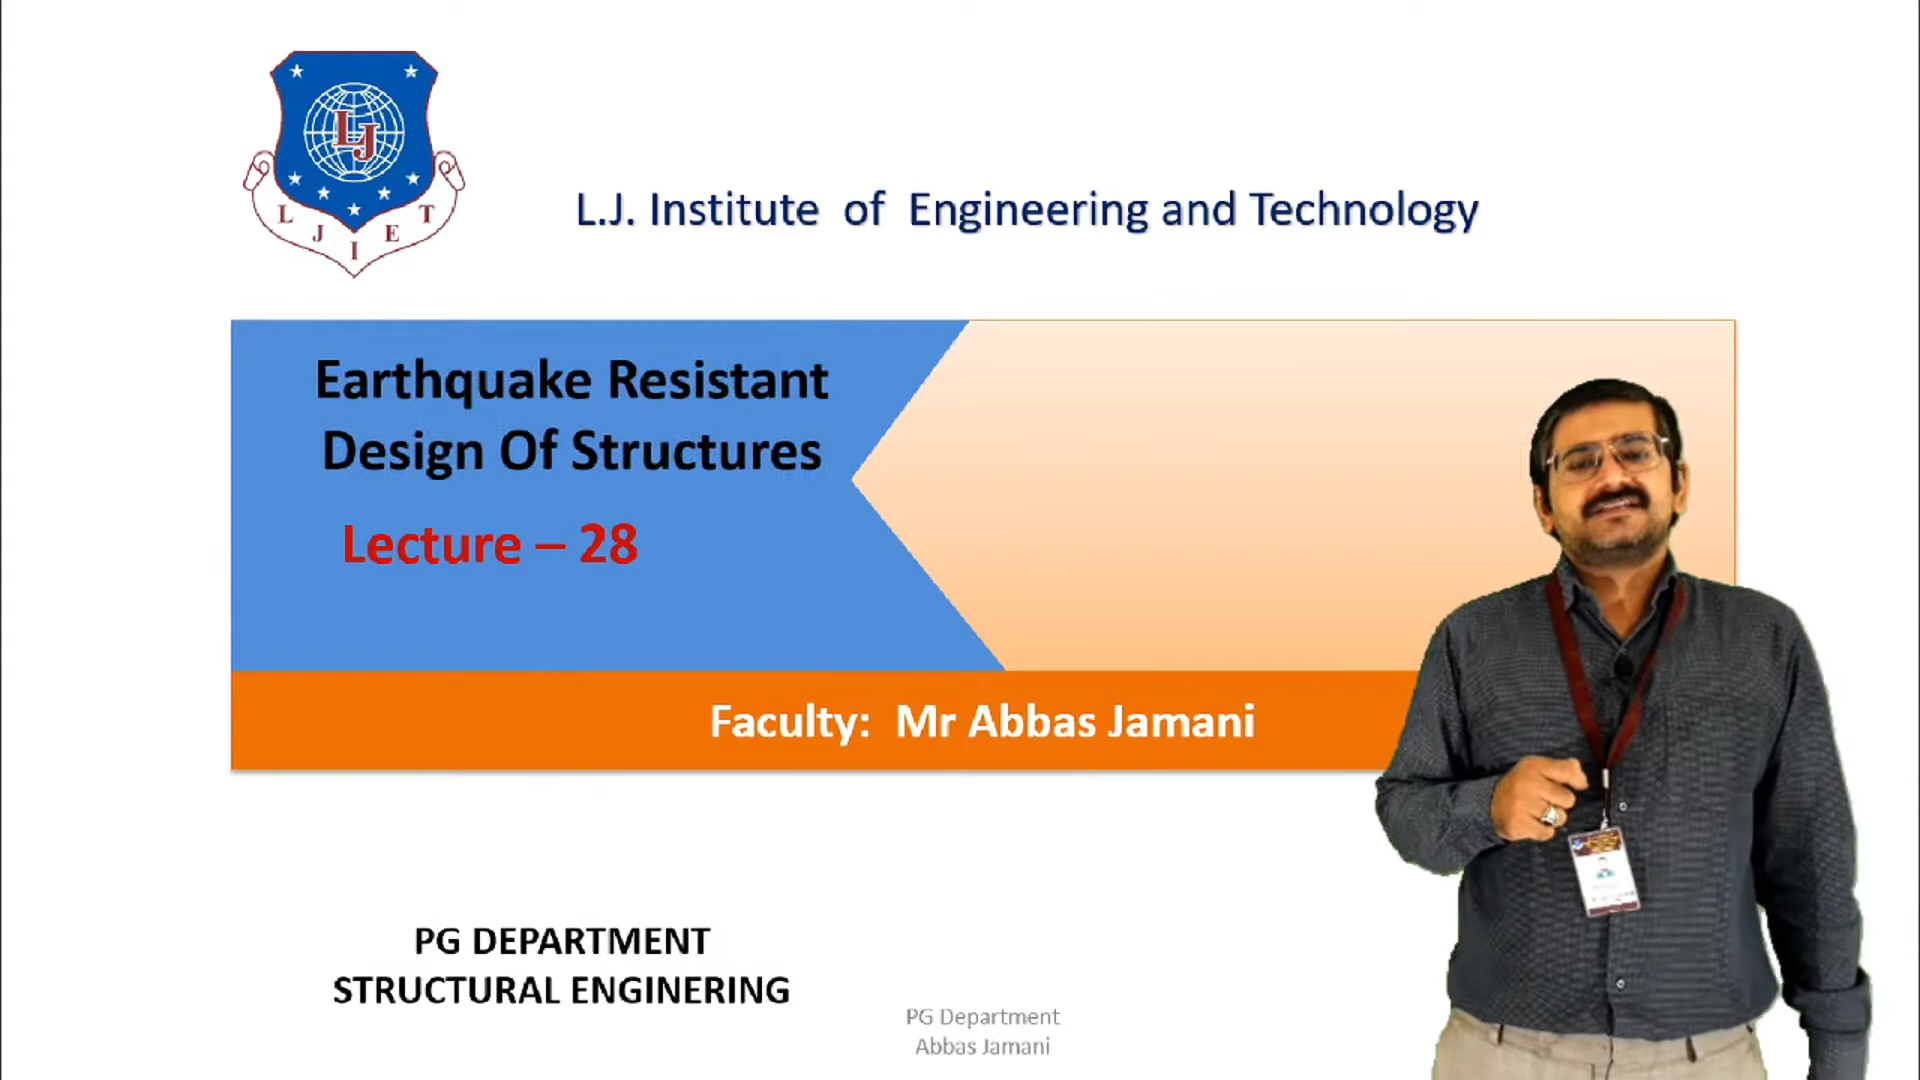 LJ
L J I E T
L.J. Institute of Engineering and Technology
Earthquake Resistant
Design Of Structures
Lecture – 28
Faculty: Mr Abbas Jamani
PG DEPARTMENT
STRUCTURAL ENGINERING
PG Department
Abbas Jamani